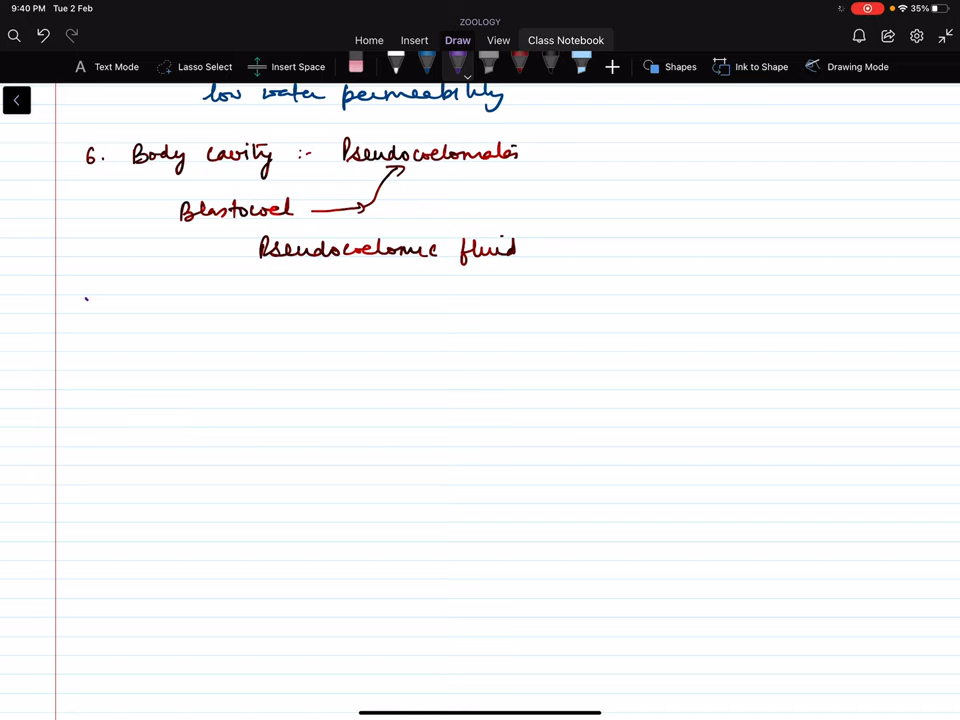 9:40 PM Tue 2 Feb
35%
ZOOLOGY
Home Insert Draw View Class Notebook
Text Mode Lasso Select Insert Space Shapes Ink to Shape Drawing Mode
low water permeability
6. Body cavity :- Pseudocoelomates
Blastocoel
Pseudocoelomic fluid